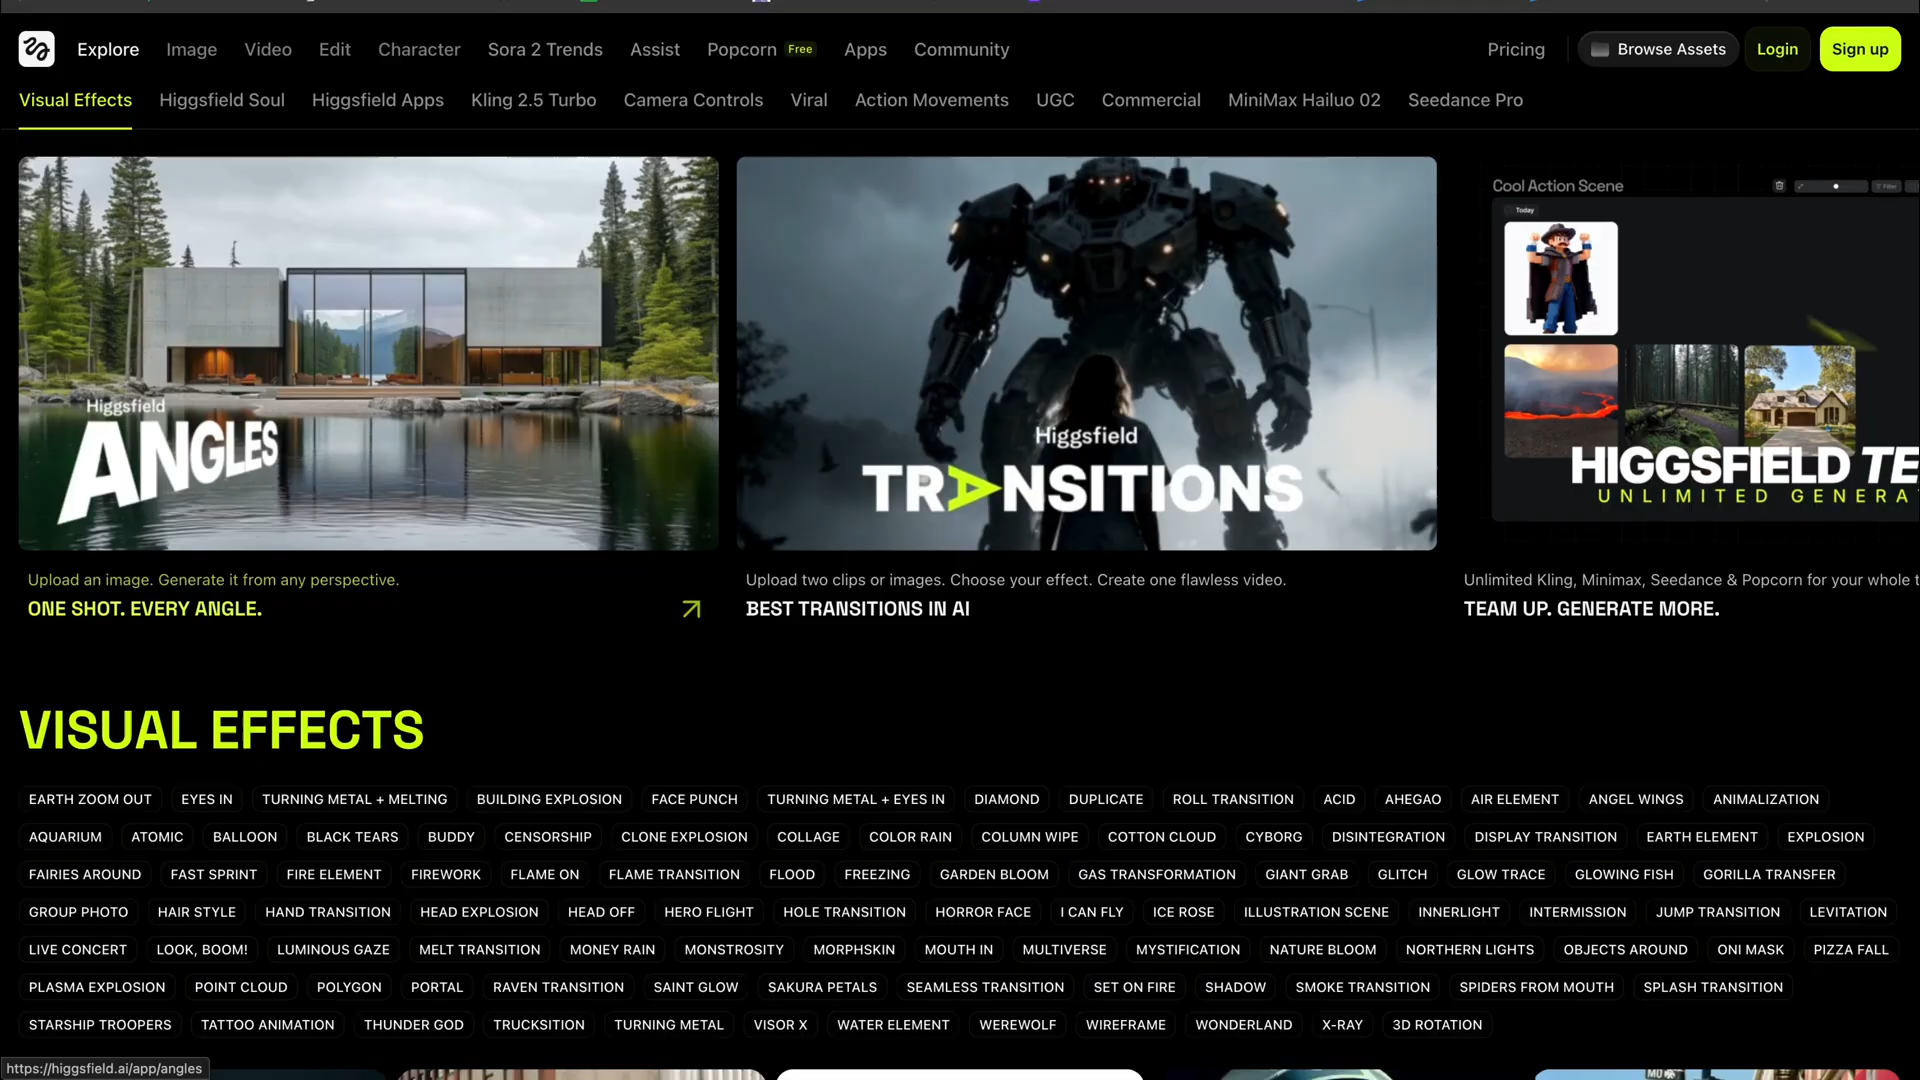 Explore Image Video Edit Character Sora 2 Trends Assist Popcorn Free Apps Community Pricing Browse Assets Login Sign up
Visual Effects Higgsfield Soul Higgsfield Apps Kling 2.5 Turbo Camera Controls Viral Action Movements UGC Commercial MiniMax Hailuo 02 Seedance Pro
Higgsfield
ANGLES
Higgsfield
TRANSITIONS
Cool Action Scene
Filter
Today
HIGGSFIELD TE
UNLIMITED GENERA
Upload an image. Generate it from any perspective.
ONE SHOT. EVERY ANGLE.
Upload two clips or images. Choose your effect. Create one flawless video.
BEST TRANSITIONS IN AI
Unlimited Kling, Minimax, Seedance & Popcorn for your whole t
TEAM UP. GENERATE MORE.
VISUAL EFFECTS
EARTH ZOOM OUT EYES IN TURNING METAL + MELTING BUILDING EXPLOSION FACE PUNCH TURNING METAL + EYES IN DIAMOND DUPLICATE ROLL TRANSITION ACID AHEGAO AIR ELEMENT ANGEL WINGS ANIMALIZATION
AQUARIUM ATOMIC BALLOON BLACK TEARS BUDDY CENSORSHIP CLONE EXPLOSION COLLAGE COLOR RAIN COLUMN WIPE COTTON CLOUD CYBORG DISINTEGRATION DISPLAY TRANSITION EARTH ELEMENT EXPLOSION
FAIRIES AROUND FAST SPRINT FIRE ELEMENT FIREWORK FLAME ON FLAME TRANSITION FLOOD FREEZING GARDEN BLOOM GAS TRANSFORMATION GIANT GRAB GLITCH GLOW TRACE GLOWING FISH GORILLA TRANSFER
GROUP PHOTO HAIR STYLE HAND TRANSITION HEAD EXPLOSION HEAD OFF HERO FLIGHT HOLE TRANSITION HORROR FACE I CAN FLY ICE ROSE ILLUSTRATION SCENE INNERLIGHT INTERMISSION JUMP TRANSITION LEVITATION
LIVE CONCERT LOOK, BOOM! LUMINOUS GAZE MELT TRANSITION MONEY RAIN MONSTROSITY MORPHSKIN MOUTH IN MULTIVERSE MYSTIFICATION NATURE BLOOM NORTHERN LIGHTS OBJECTS AROUND ONI MASK PIZZA FALL
PLASMA EXPLOSION POINT CLOUD POLYGON PORTAL RAVEN TRANSITION SAINT GLOW SAKURA PETALS SEAMLESS TRANSITION SET ON FIRE SHADOW SMOKE TRANSITION SPIDERS FROM MOUTH SPLASH TRANSITION
STARSHIP TROOPERS TATTOO ANIMATION THUNDER GOD TRUCKSITION TURNING METAL VISOR X WATER ELEMENT WEREWOLF WIREFRAME WONDERLAND X-RAY 3D ROTATION
https://higgsfield.ai/app/angles